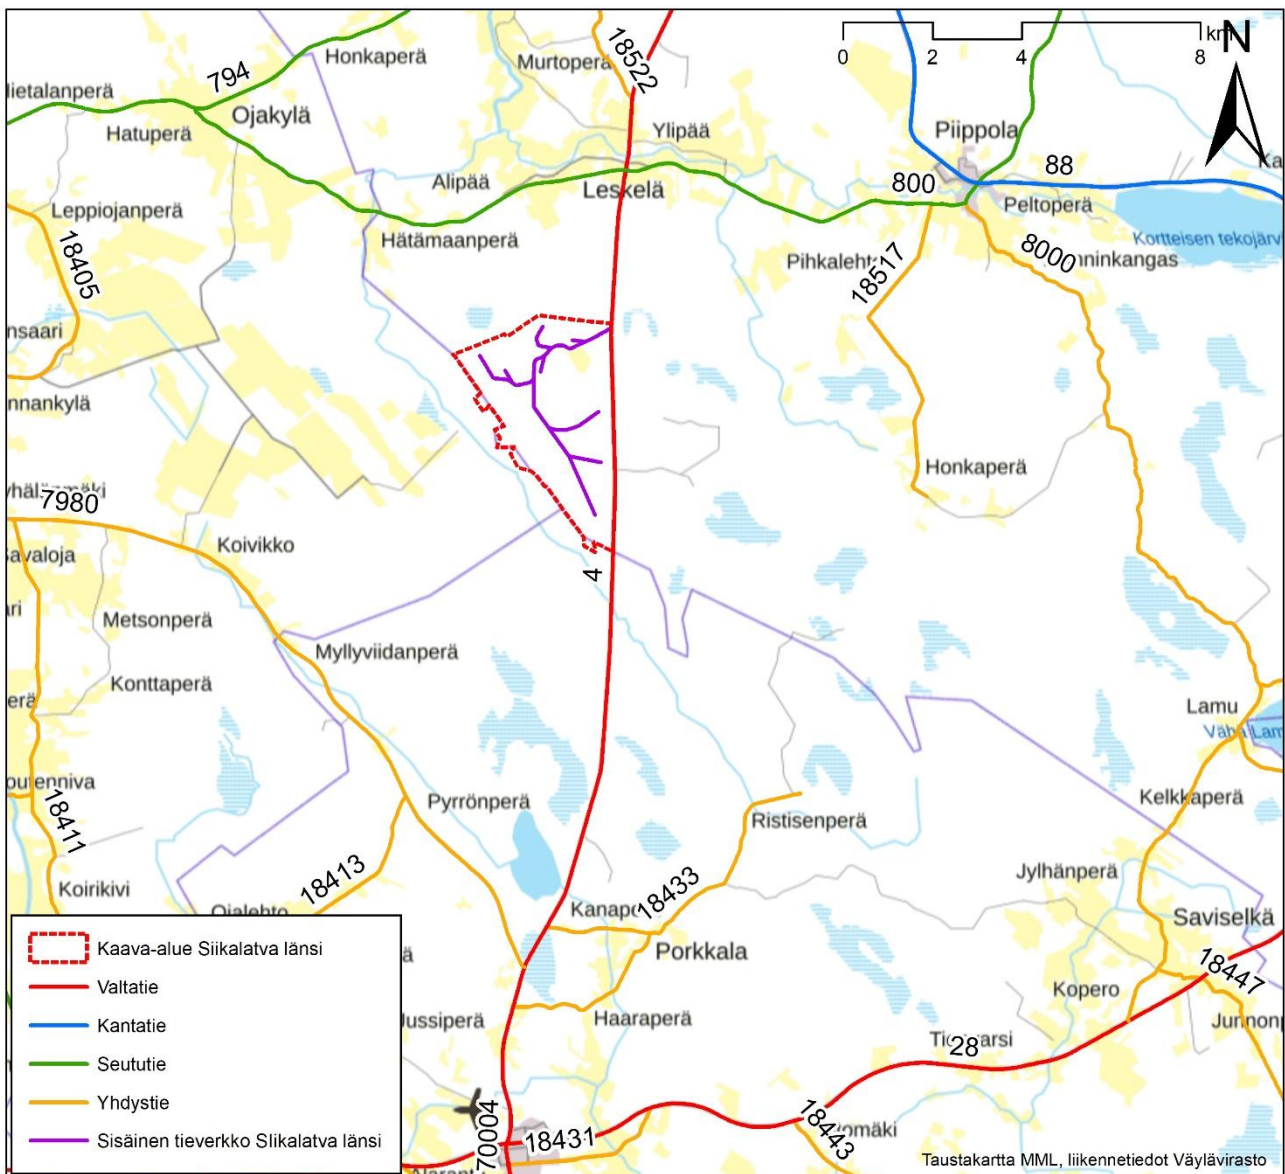 Honkaperä
18522
Murtoperä
0 2 4 8 km
N
794
Hatuperä
Ojakylä
Ylipää
Piippola
88
Alipää
Leskelä
800
Peltoperä
Leppiojanperä
Hätämaanperä
Kortteisen tekojärvi
18405
Pihkaleht
18517
8000
Honkaperä
7980
4
Koivikko
Metsonperä
Myllyviidanperä
Konttaperä
Lamu
Pyrrönperä
Kelkkaperä
Ristisenperä
18411
18413
18433
Jylhänperä
Koirikivi
Saviselkä
Porkkala
18447
Kopero
Haaraperä
28
70004
18431
18443
Kaava-alue Siikalatva länsi
Valtatie
Kantatie
Seututie
Yhdystie
Sisäinen tieverkko SIikalatva länsi
Taustakartta MML, liikennetiedot Väylävirasto